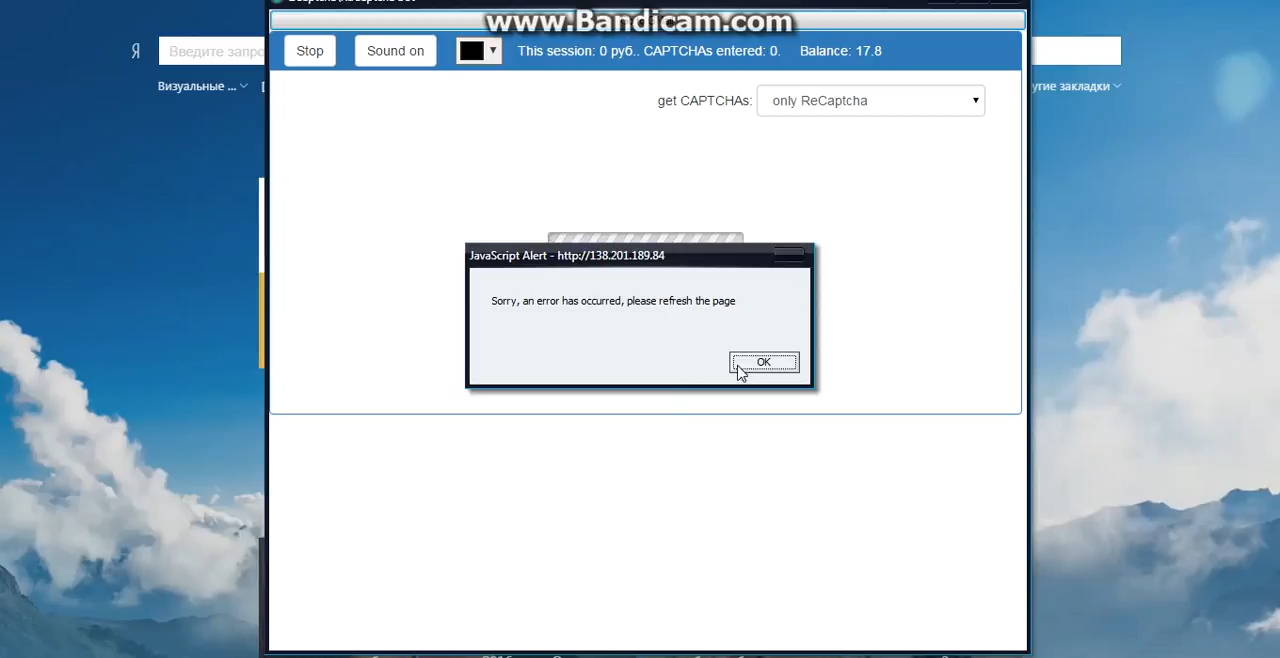 www.Bandicam.com
Я
Введите запро
Stop
Sound on
This session: 0 руб.. CAPTCHAs entered: 0.
Balance: 17.8
Визуальные ...
угие закладки
get CAPTCHAs:
only ReCaptcha
JavaScript Alert - http://138.201.189.84
Sorry, an error has occurred, please refresh the page
OK